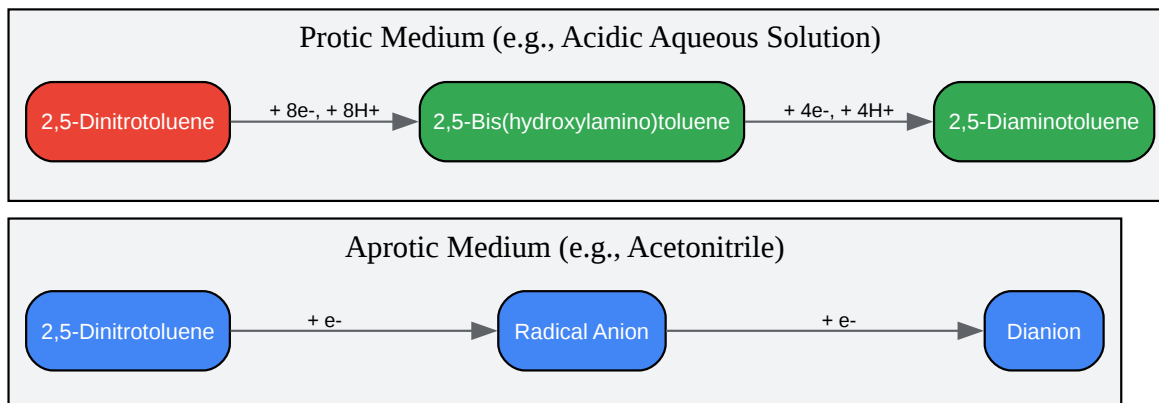 Protic Medium (e.g., Acidic Aqueous Solution)
2,5-Dinitrotoluene
+ 8e-, + 8H+
2,5-Bis(hydroxylamino)toluene
+ 4e-, + 4H+
2,5-Diaminotoluene
Aprotic Medium (e.g., Acetonitrile)
2,5-Dinitrotoluene
+ e-
Radical Anion
+ e-
Dianion